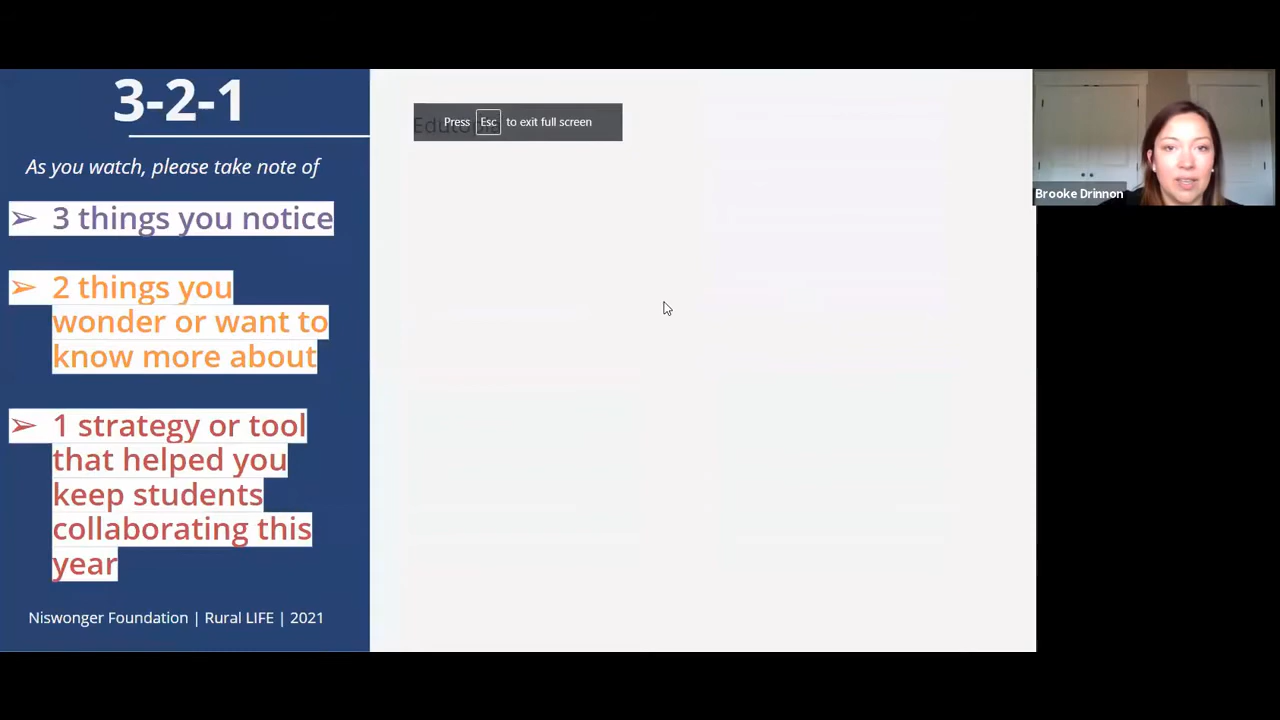 3-2-1
As you watch, please take note of
➢ 3 things you notice
➢ 2 things you
wonder or want to
know more about
➢ 1 strategy or tool
that helped you
keep students
collaborating this
year
Niswonger Foundation | Rural LIFE | 2021
Press Esc to exit full screen
Brooke Drinnon